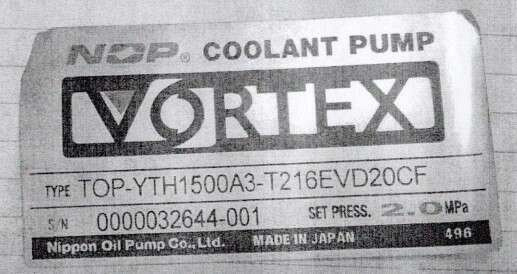 NOP® COOLANT PUMP
VORTEX
TYPE TOP-YTH1500A3-T216EVD20CF
S/N 0000032644-001 SET PRESS. 2.0 MPa
Nippon Oil Pump Co., Ltd. MADE IN JAPAN 496